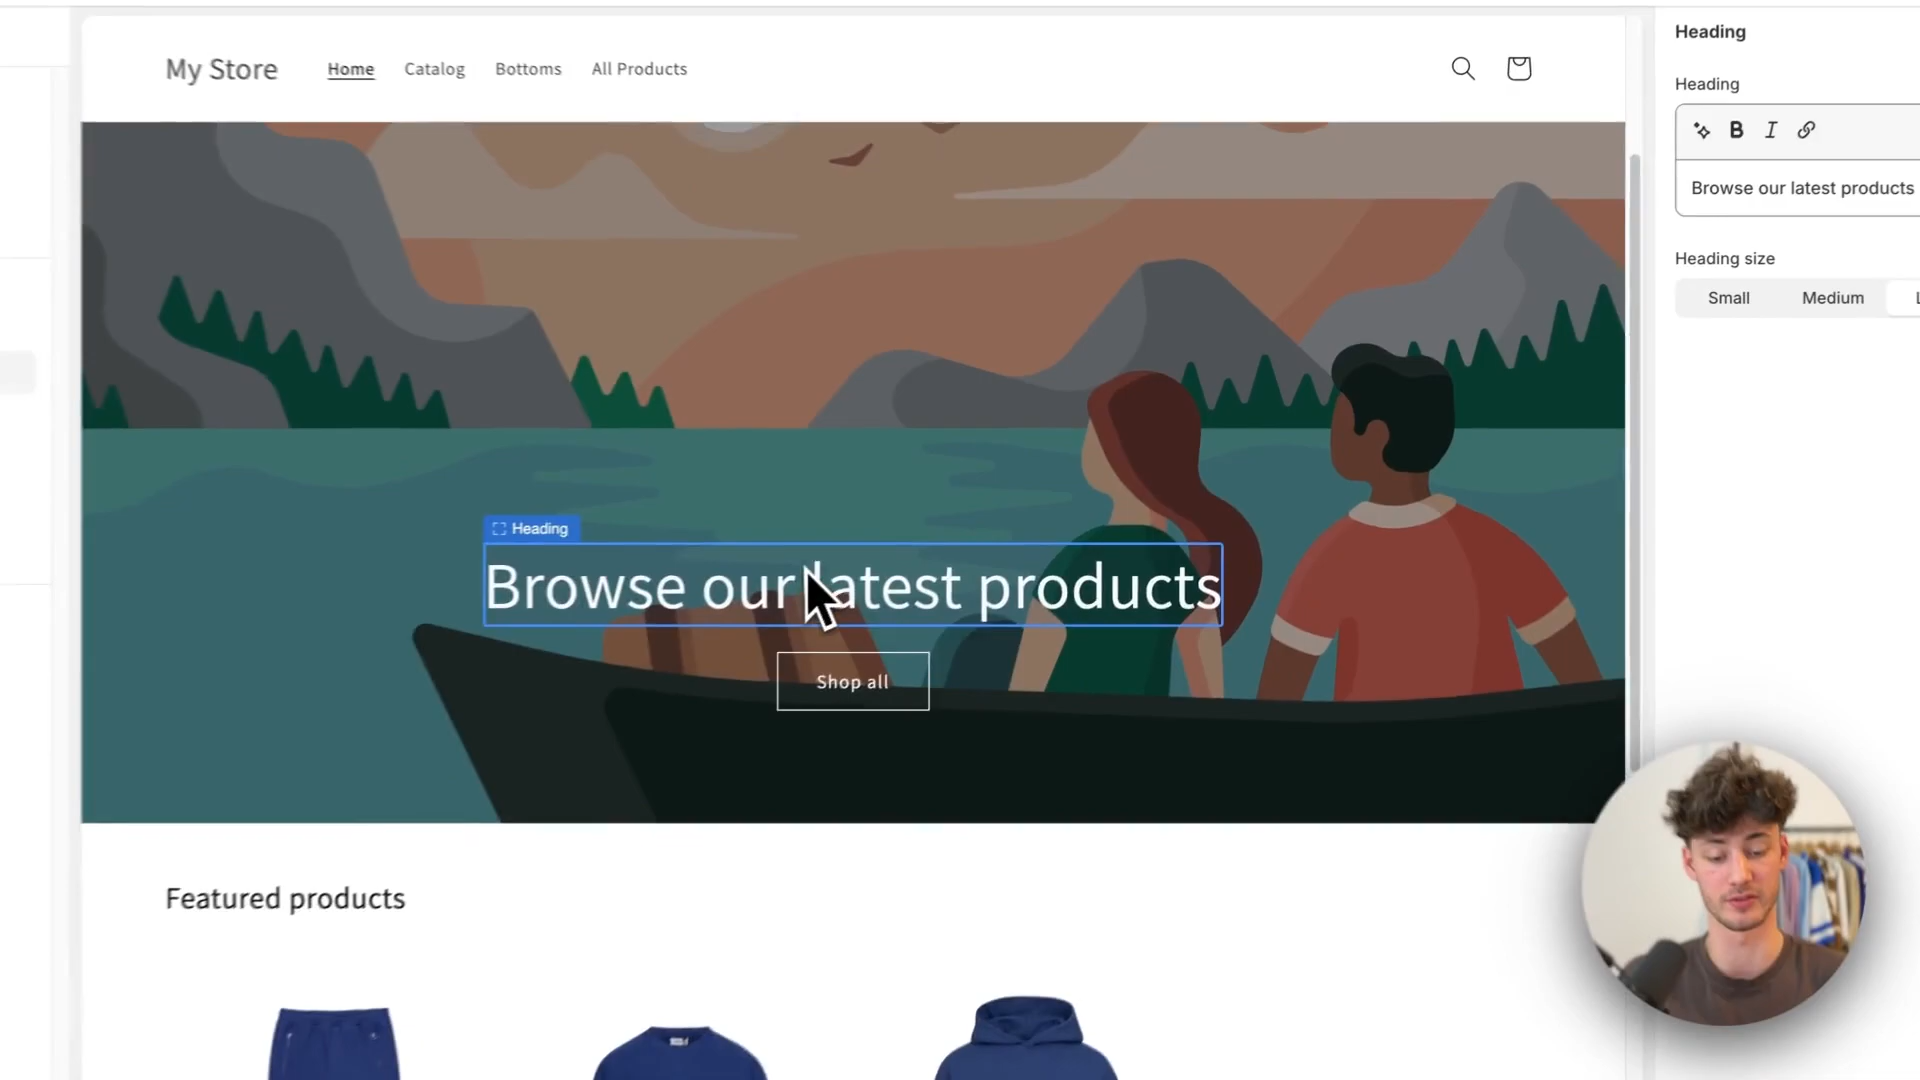 My Store
Home
Catalog
Bottoms
All Products
Heading
Browse our latest products
Shop all
Featured products
Heading
Heading
B
I
Browse our latest products
Heading size
Small
Medium